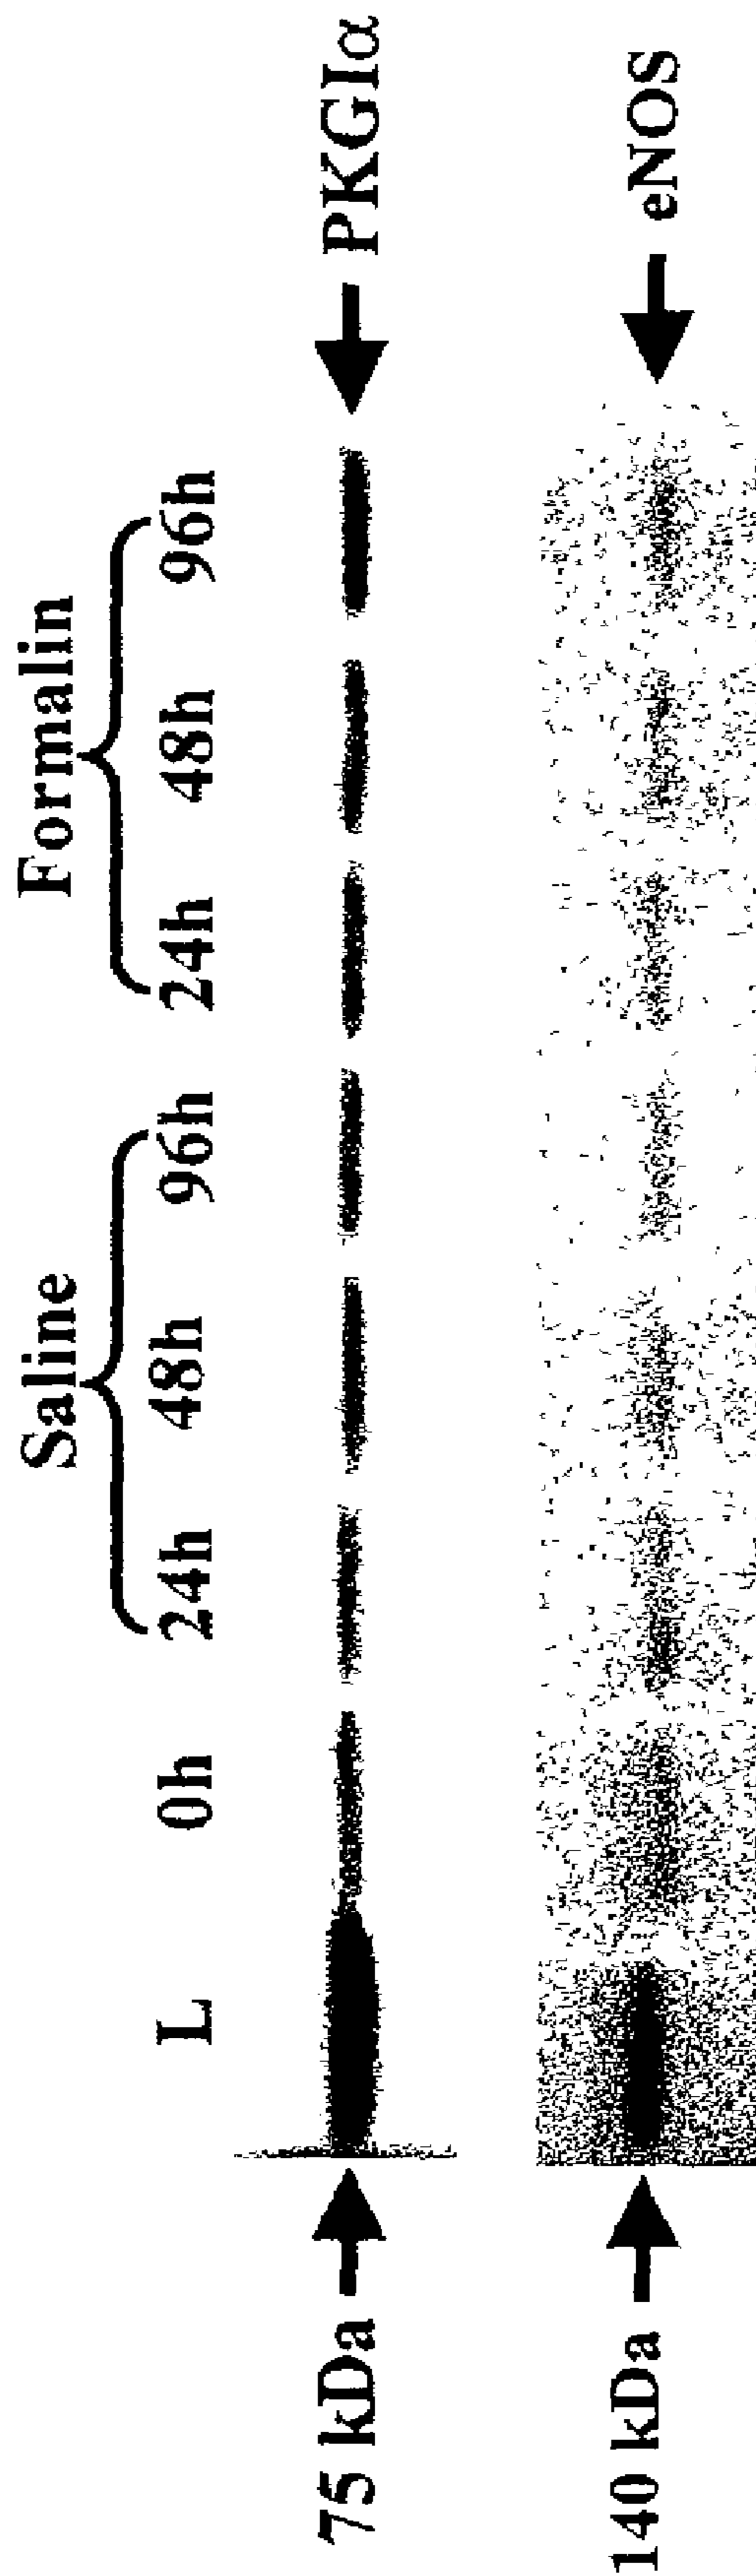 Saline Formalin
L 0h 24h 48h 96h 24h 48h 96h
75 kDa PKGIα
140 kDa eNOS